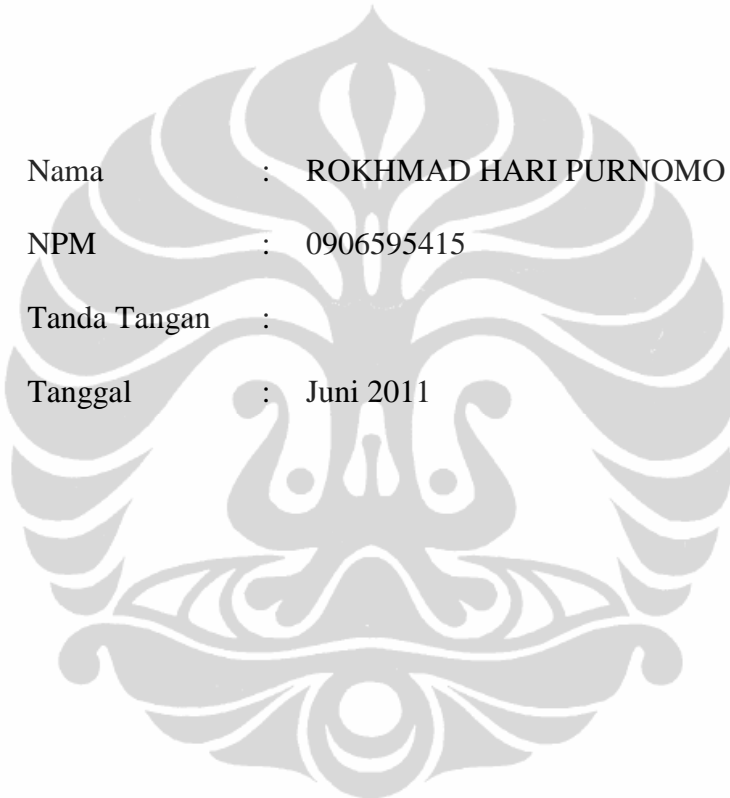 Nama : ROKHMAD HARI PURNOMO
NPM : 0906595415
Tanda Tangan :
Tanggal : Juni 2011